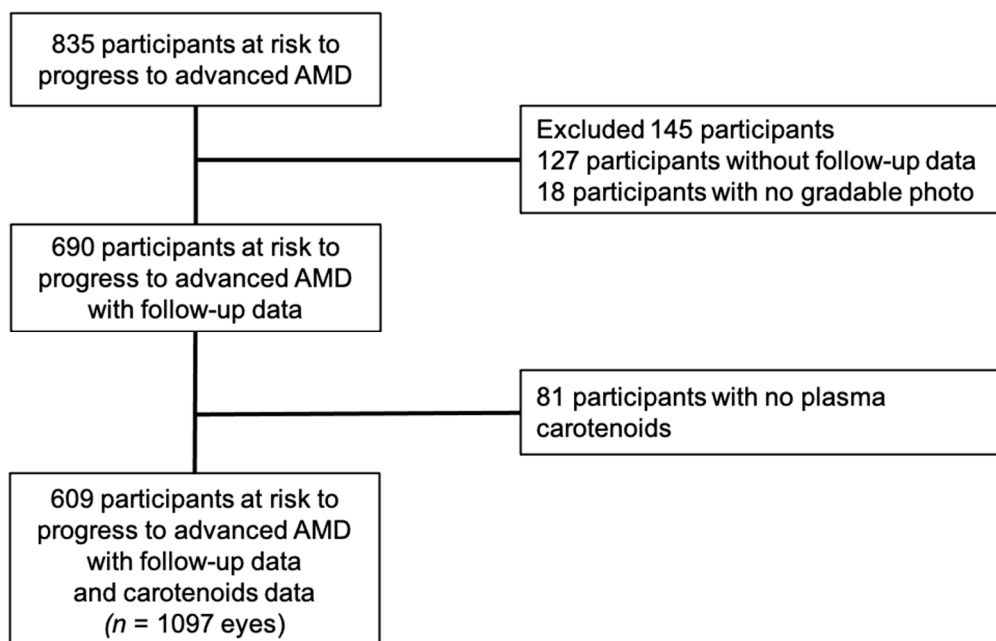 835 participants at risk to
progress to advanced AMD
Excluded 145 participants
127 participants without follow-up data
18 participants with no gradable photo
690 participants at risk to
progress to advanced AMD
with follow-up data
81 participants with no plasma
carotenoids
609 participants at risk to
progress to advanced AMD
with follow-up data
and carotenoids data
(n = 1097 eyes)